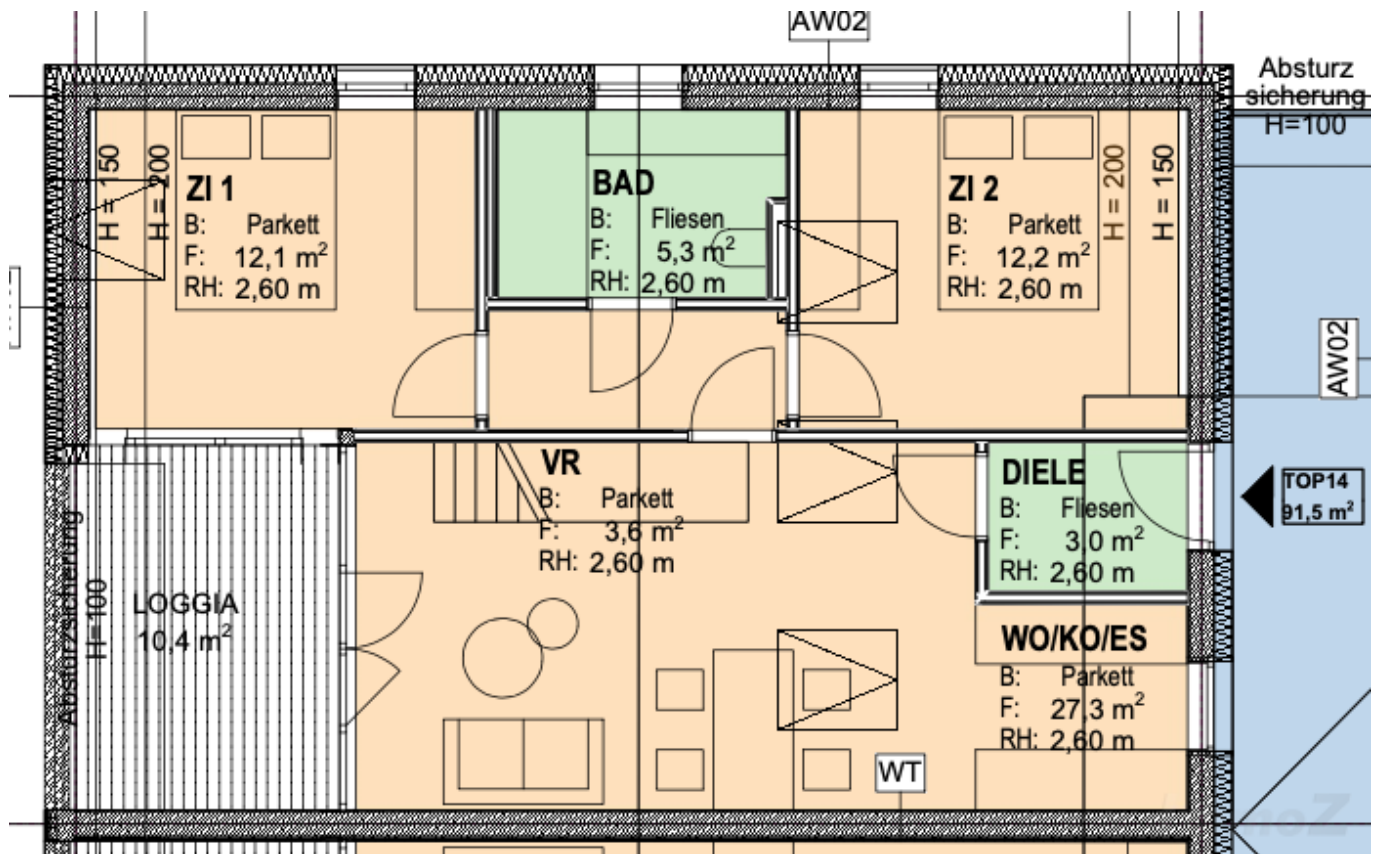 AW02
Absturz
sicherung
H=100
H = 150
H = 200
ZI 1
B: Parkett
F: 12,1 m²
RH: 2,60 m
BAD
B: Fliesen
F: 5,3 m²
RH: 2,60 m
ZI 2
B: Parkett
F: 12,2 m²
RH: 2,60 m
H = 200
H = 150
AW02
VR
B: Parkett
F: 3,6 m²
RH: 2,60 m
DIELE
B: Fliesen
F: 3,0 m²
RH: 2,60 m
TOP14
91,5 m²
Absturzsicherung
H=100
LOGGIA
10,4 m²
WO/KO/ES
B: Parkett
F: 27,3 m²
RH: 2,60 m
WT